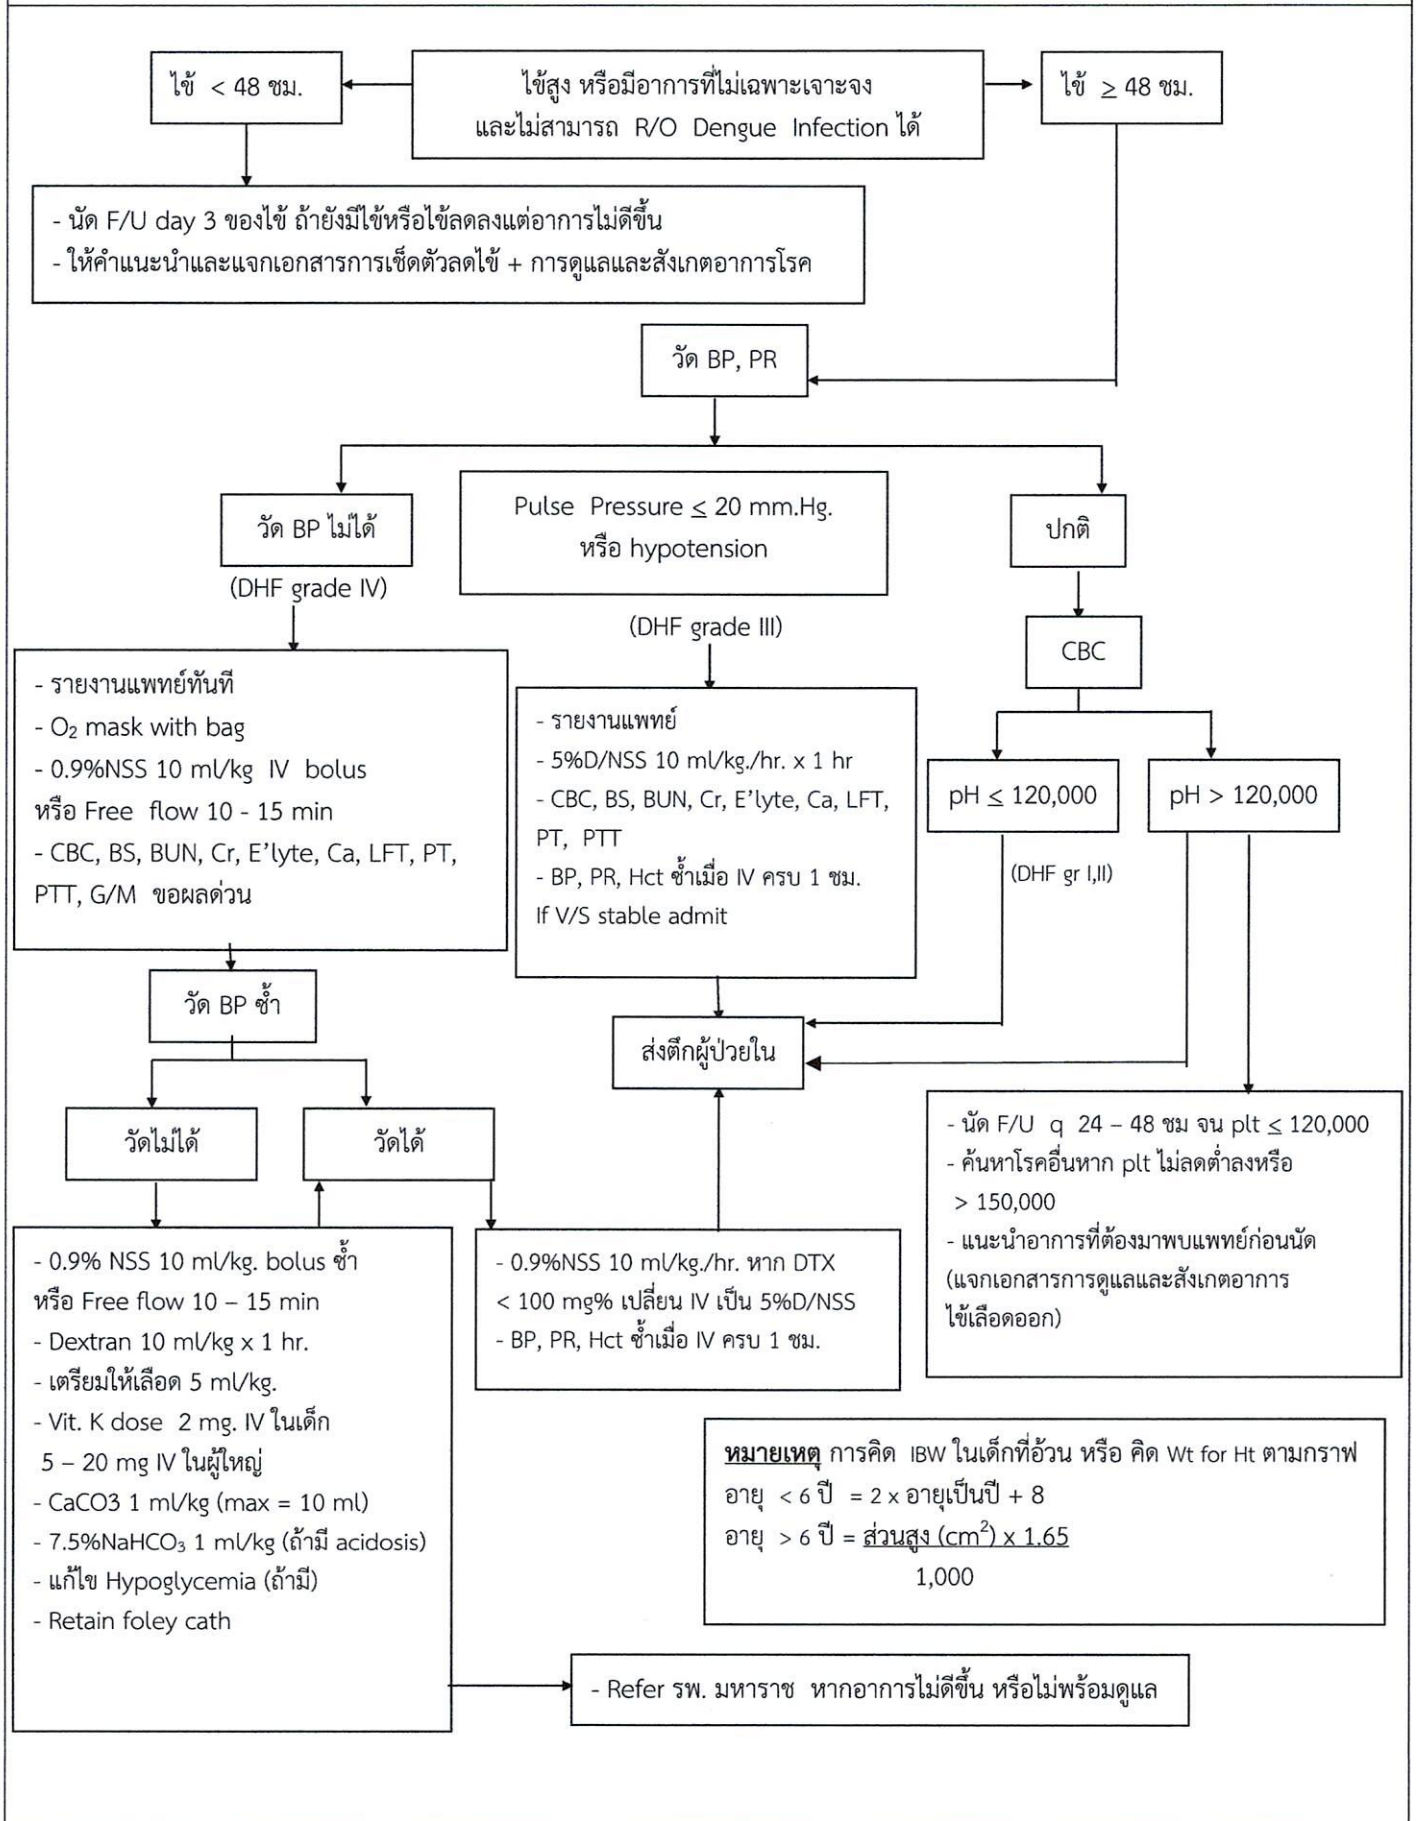 ไข้ < 48 ชม.
ไข้สูง หรือมีอาการที่ไม่เฉพาะเจาะจง
และไม่สามารถ R/O Dengue Infection ได้
ไข้ ≥ 48 ชม.
- นัด F/U day 3 ของไข้ ถ้ายังมีไข้หรือไข้ลดลงแต่อาการไม่ดีขึ้น
- ให้คำแนะนำและแจกเอกสารการเช็ดตัวลดไข้ + การดูแลและสังเกตอาการโรค
วัด BP, PR
วัด BP ไม่ได้
(DHF grade IV)
Pulse Pressure ≤ 20 mm.Hg.
หรือ hypotension
(DHF grade III)
ปกติ
CBC
- รายงานแพทย์ทันที
- O₂ mask with bag
- 0.9%NSS 10 ml/kg IV bolus
หรือ Free flow 10 - 15 min
- CBC, BS, BUN, Cr, E'lyte, Ca, LFT, PT,
PTT, G/M ขอผลด่วน
- รายงานแพทย์
- 5%D/NSS 10 ml/kg./hr. x 1 hr
- CBC, BS, BUN, Cr, E'lyte, Ca, LFT,
PT, PTT
- BP, PR, Hct ซ้ำเมื่อ IV ครบ 1 ชม.
If V/S stable admit
pH ≤ 120,000
pH > 120,000
(DHF gr I,II)
วัด BP ซ้ำ
ส่งตึกผู้ป่วยใน
วัดไม่ได้
วัดได้
- นัด F/U q 24 – 48 ชม จน plt ≤ 120,000
- ค้นหาโรคอื่นหาก plt ไม่ลดต่ำลงหรือ
> 150,000
- แนะนำอาการที่ต้องมาพบแพทย์ก่อนนัด
(แจกเอกสารการดูแลและสังเกตอาการ
ไข้เลือดออก)
- 0.9% NSS 10 ml/kg. bolus ซ้ำ
หรือ Free flow 10 – 15 min
- Dextran 10 ml/kg x 1 hr.
- เตรียมให้เลือด 5 ml/kg.
- Vit. K dose 2 mg. IV ในเด็ก
5 – 20 mg IV ในผู้ใหญ่
- CaCO3 1 ml/kg (max = 10 ml)
- 7.5%NaHCO₃ 1 ml/kg (ถ้ามี acidosis)
- แก้ไข Hypoglycemia (ถ้ามี)
- Retain foley cath
- 0.9%NSS 10 ml/kg./hr. หาก DTX
< 100 mg% เปลี่ยน IV เป็น 5%D/NSS
- BP, PR, Hct ซ้ำเมื่อ IV ครบ 1 ชม.
หมายเหตุ การคิด IBW ในเด็กที่อ้วน หรือ คิด Wt for Ht ตามกราฟ
อายุ < 6 ปี = 2 x อายุเป็นปี + 8
อายุ > 6 ปี = ส่วนสูง (cm²) x 1.65
1,000
- Refer รพ. มหาราช หากอาการไม่ดีขึ้น หรือไม่พร้อมดูแล